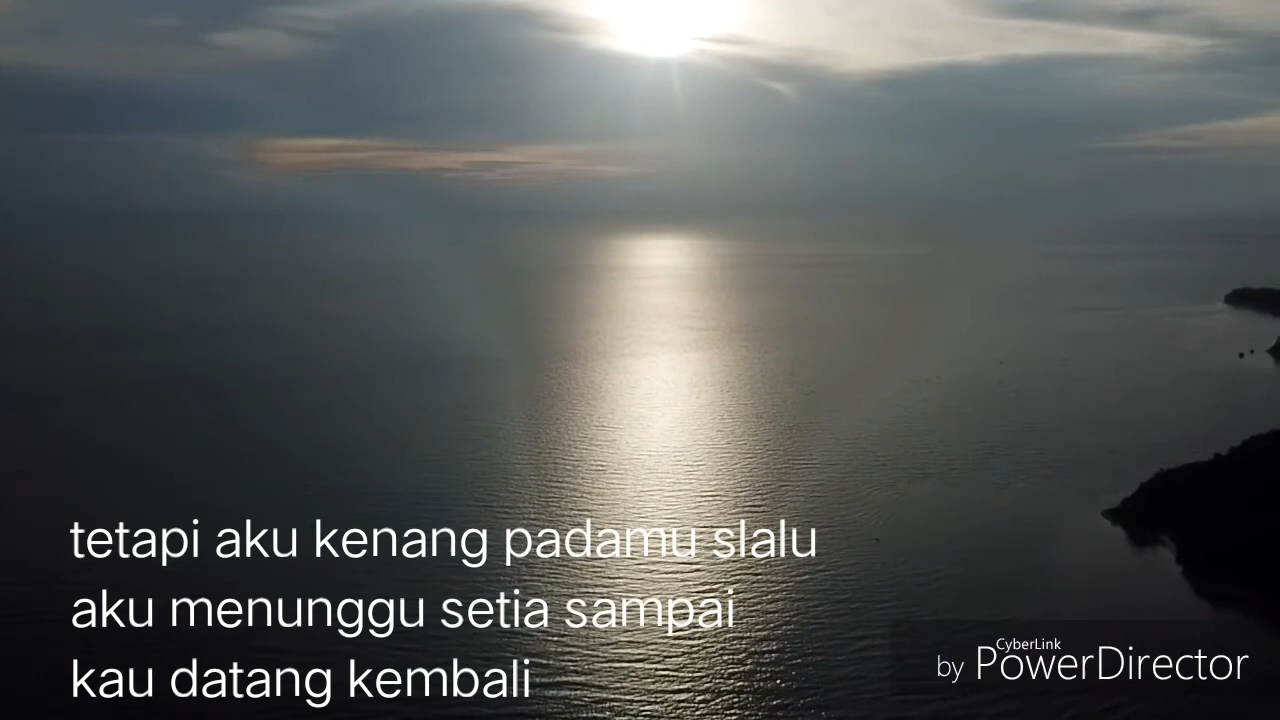 tetapi aku kenang padamu slalu
aku menunggu setia sampai
kau datang kembali
CyberLink
by PowerDirector